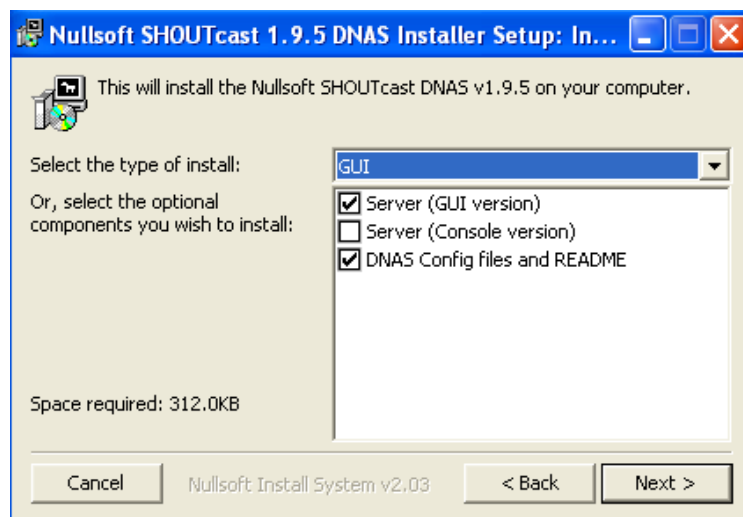 Nullsoft SHOUTcast 1.9.5 DNAS Installer Setup: In...
This will install the Nullsoft SHOUTcast DNAS v1.9.5 on your computer.
Select the type of install:
GUI
Or, select the optional
components you wish to install:
Server (GUI version)
Server (Console version)
DNAS Config files and README
Space required: 312.0KB
Cancel
Nullsoft Install System v2.03
< Back
Next >